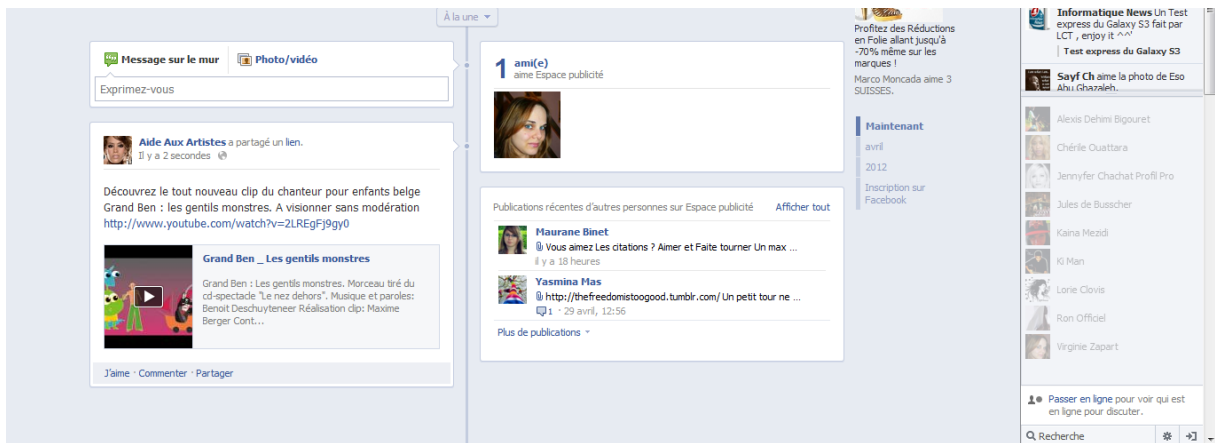 À la une
Message sur le mur
Photo/vidéo
Exprimez-vous
Aide Aux Artistes a partagé un lien.
Il y a 2 secondes
Découvrez le tout nouveau clip du chanteur pour enfants belge
Grand Ben : les gentils monstres. A visionner sans modération
http://www.youtube.com/watch?v=2LREgFj9gy0
Grand Ben _ Les gentils monstres
Grand Ben : Les gentils monstres. Morceau tiré du
cd-spectacle "Le nez dehors". Musique et paroles:
Benoit Deschuyteneer Réalisation clip: Maxime
Berger Cont...
J'aime · Commenter · Partager
1 ami(e)
aime Espace publicité
Publications récentes d'autres personnes sur Espace publicité
Afficher tout
Maurane Binet
Vous aimez Les citations ? Aimer et Faite tourner Un max ...
il y a 18 heures
Yasmina Mas
http://thefreedomistoogood.tumblr.com/ Un petit tour ne ...
1 · 29 avril, 12:56
Plus de publications
Profitez des Réductions
en Folie allant jusqu'à
-70% même sur les
marques !
Marco Moncada aime 3
SUISSES.
Maintenant
avril
2012
Inscription sur
Facebook
Informatique News Un Test
express du Galaxy S3 fait par
LCT , enjoy it ^^'
Test express du Galaxy S3
Sayf Ch aime la photo de Eso
Abu Ghazaleh.
Alexis Dehimi Bigouret
Chérile Ouattara
Jennyfer Chachat Profil Pro
Jules de Busscher
Kaina Mezidi
Ki Man
Lorie Clovis
Ron Officiel
Virginie Zapart
Passer en ligne pour voir qui est
en ligne pour discuter.
Recherche